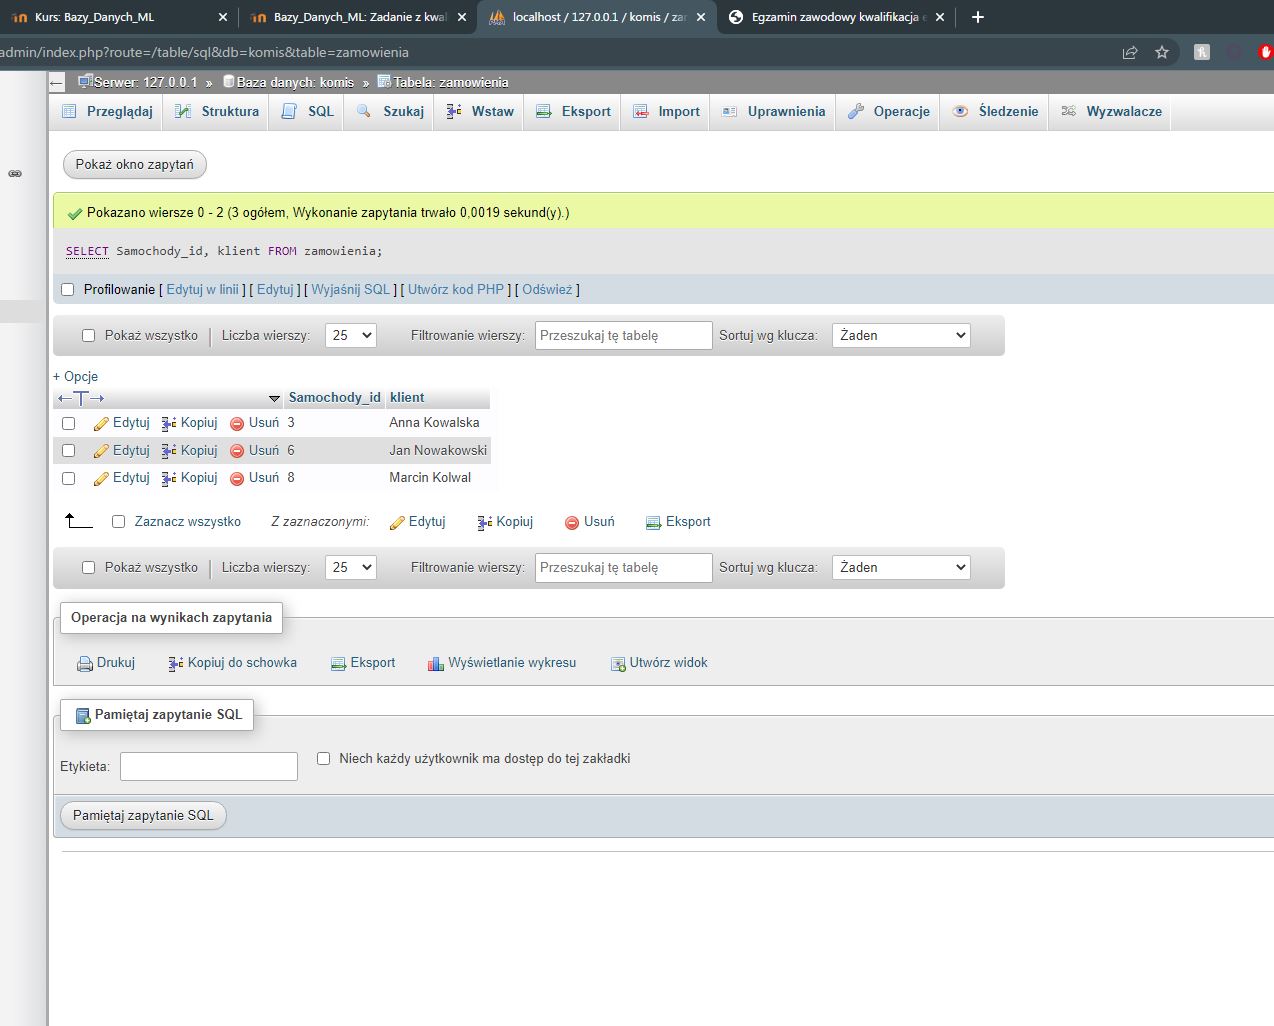 Kurs: Bazy_Danych_ML
Bazy_Danych_ML: Zadanie z kwa
localhost / 127.0.0.1 / komis / za
Egzamin zawodowy kwalifikacja e
admin/index.php?route=/table/sql&db=komis&table=zamowienia
Serwer: 127.0.0.1 » Baza danych: komis » Tabela: zamowienia
Przeglądaj Struktura SQL Szukaj Wstaw Eksport Import Uprawnienia Operacje Śledzenie Wyzwalacze
Pokaż okno zapytań
Pokazano wiersze 0 - 2 (3 ogółem, Wykonanie zapytania trwało 0,0019 sekund(y).)
SELECT Samochody_id, klient FROM zamowienia;
Profilowanie [ Edytuj w linii ] [ Edytuj ] [ Wyjaśnij SQL ] [ Utwórz kod PHP ] [ Odśwież ]
Pokaż wszystko Liczba wierszy: 25 Filtrowanie wierszy: Przeszukaj tę tabelę Sortuj wg klucza: Żaden
+ Opcje
←T→ Samochody_id klient
Edytuj Kopiuj Usuń 3 Anna Kowalska
Edytuj Kopiuj Usuń 6 Jan Nowakowski
Edytuj Kopiuj Usuń 8 Marcin Kolwal
Zaznacz wszystko Z zaznaczonymi: Edytuj Kopiuj Usuń Eksport
Pokaż wszystko Liczba wierszy: 25 Filtrowanie wierszy: Przeszukaj tę tabelę Sortuj wg klucza: Żaden
Operacja na wynikach zapytania
Drukuj Kopiuj do schowka Eksport Wyświetlanie wykresu Utwórz widok
Pamiętaj zapytanie SQL
Etykieta: Niech każdy użytkownik ma dostęp do tej zakładki
Pamiętaj zapytanie SQL